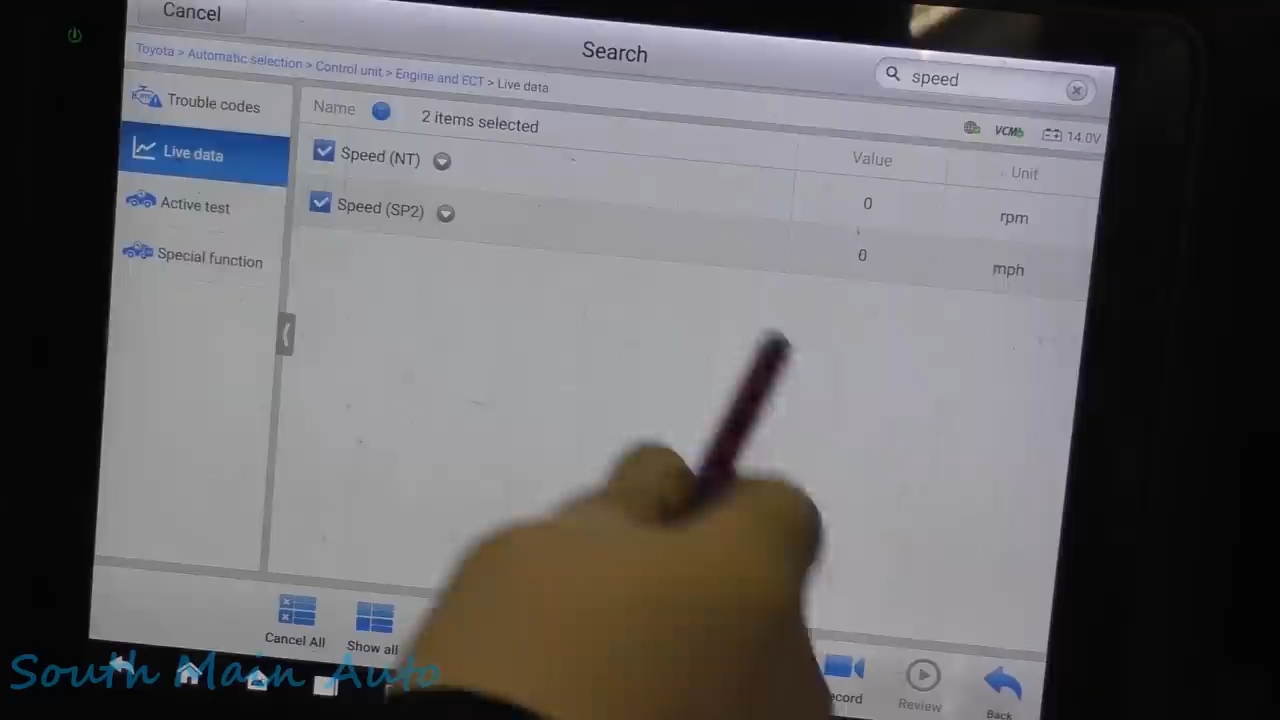 Cancel
Search
speed
Toyota > Automatic selection > Control unit > Engine and ECT > Live data
VCMI
14.0V
Trouble codes
Live data
Active test
Special function
Name
2 items selected
Value
Unit
Speed (NT)
0
rpm
Speed (SP2)
0
mph
Cancel All
Show all
ecord
Review
Back
South Main Auto